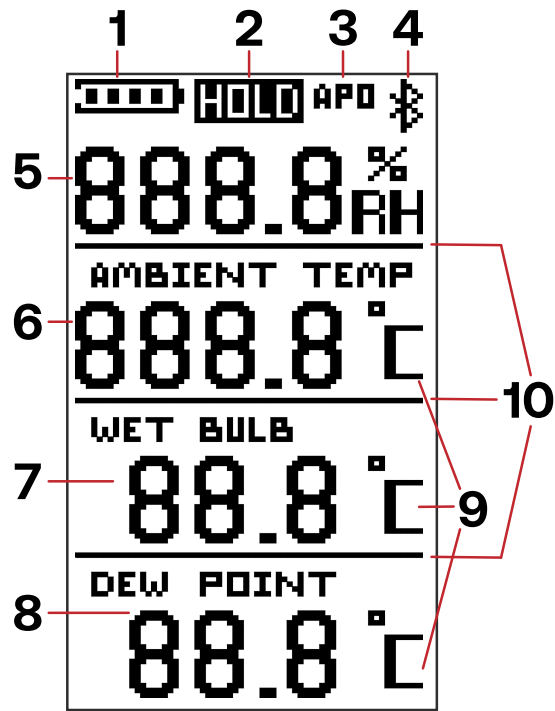 1 2 3 4
HOLD APO
5 888.8 % RH
AMBIENT TEMP
6 888.8 °C
10
WET BULB
7 88.8 °C
9
DEW POINT
8 88.8 °C